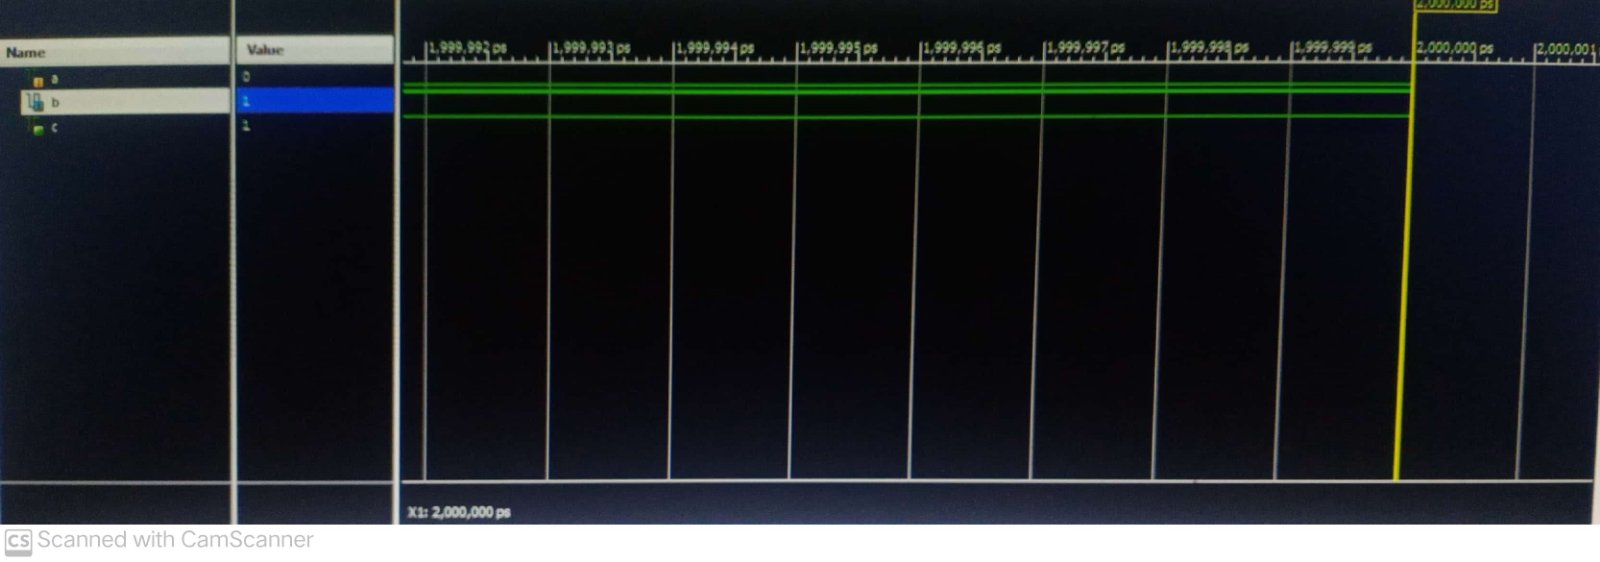 2,000,000 ps
Name Value
1,999,992 ps 1,999,993 ps 1,999,994 ps 1,999,995 ps 1,999,996 ps 1,999,997 ps 1,999,998 ps 1,999,999 ps 2,000,000 ps 2,000,001
a 0
b 1
c 1
X1: 2,000,000 ps
CS Scanned with CamScanner